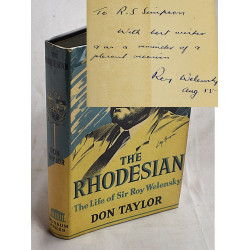 To R.S Simpson
With best wishes
as a reminder of a
pleasant occasion
Roy Welensky
Aug 55
THE
RHODESIAN
The Life of Sir Roy Welensky
DON TAYLOR